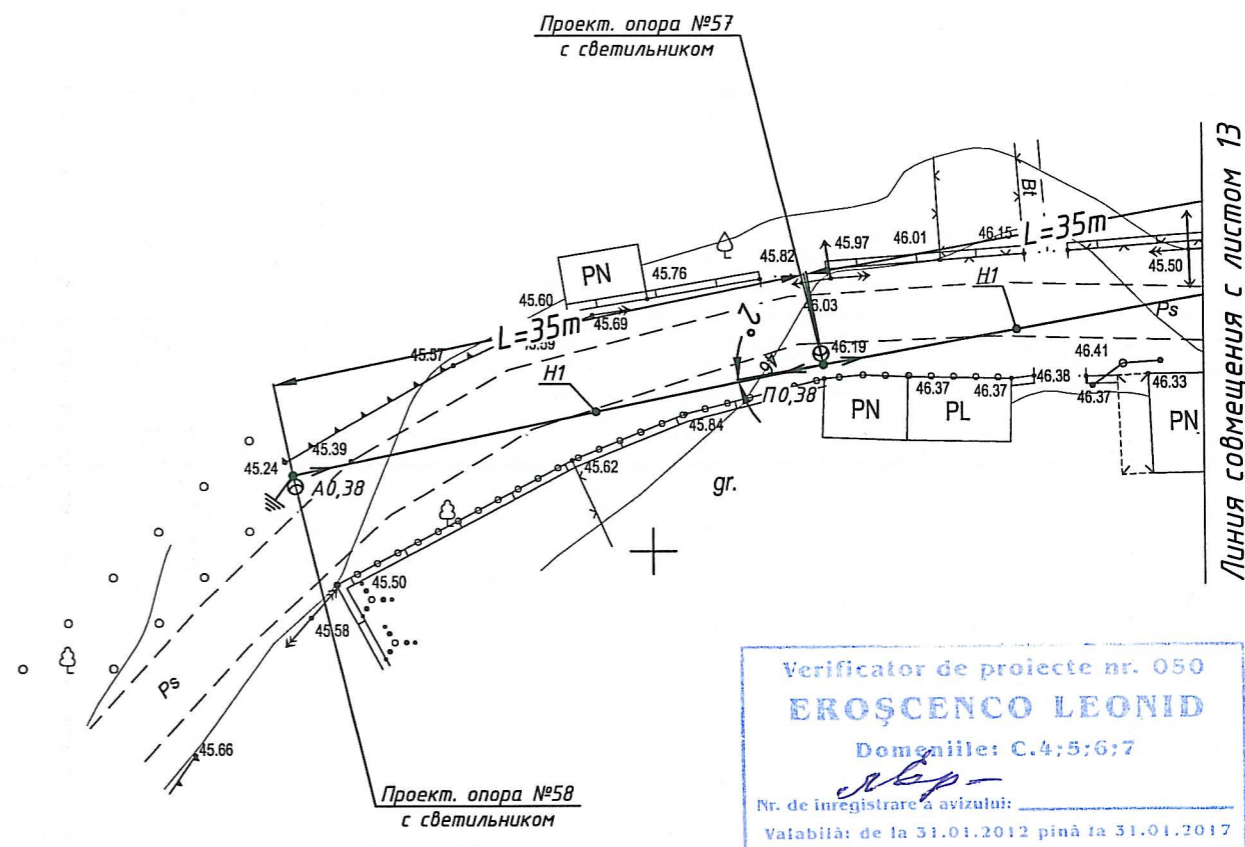 Проект. опора №57
с светильником
Линия совмещения с листом 13
Bt
L=35m
46.15
46.01
45.97
45.82
45.50
PN
45.76
45.60
H1
46.03
Ps
45.69
L=35m
45.57
2°
46.19
46.41
46
H1
П0,38
46.37
46.37
46.38
46.37
46.33
PN
PL
PN
45.84
45.39
45.24
45.62
А0,38
gr.
45.50
45.58
Ps
45.66
Проект. опора №58
с светильником
Verificator de proiecte nr. 050
EROŞCENCO LEONID
Domeniile: C.4;5;6;7
Nr. de înregistrare a avizului:
Valabilă: de la 31.01.2012 pînă la 31.01.2017